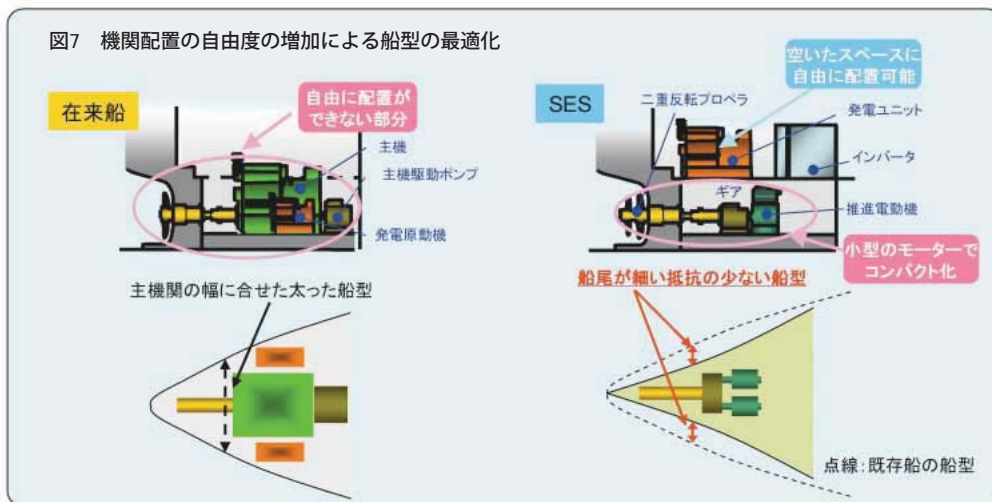 図7 機関配置の自由度の増加による船型の最適化
在来船
自由に配置が
できない部分
主機
主機駆動ポンプ
発電原動機
主機関の幅に合せた太った船型
SES
二重反転プロペラ
空いたスペースに
自由に配置可能
発電ユニット
インバータ
ギア
推進電動機
小型のモーターで
コンパクト化
船尾が細い抵抗の少ない船型
点線:既存船の船型